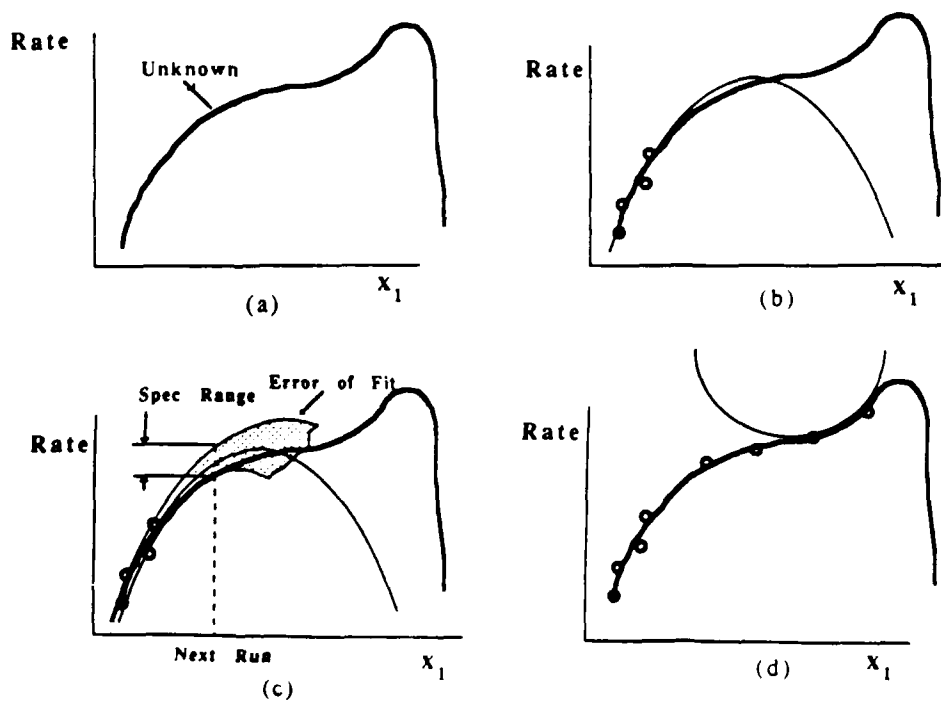 Rate
Unknown
X1
(a)
Rate
X1
(b)
Spec Range
Error of Fit
Rate
Next Run
X1
(c)
Rate
X1
(d)